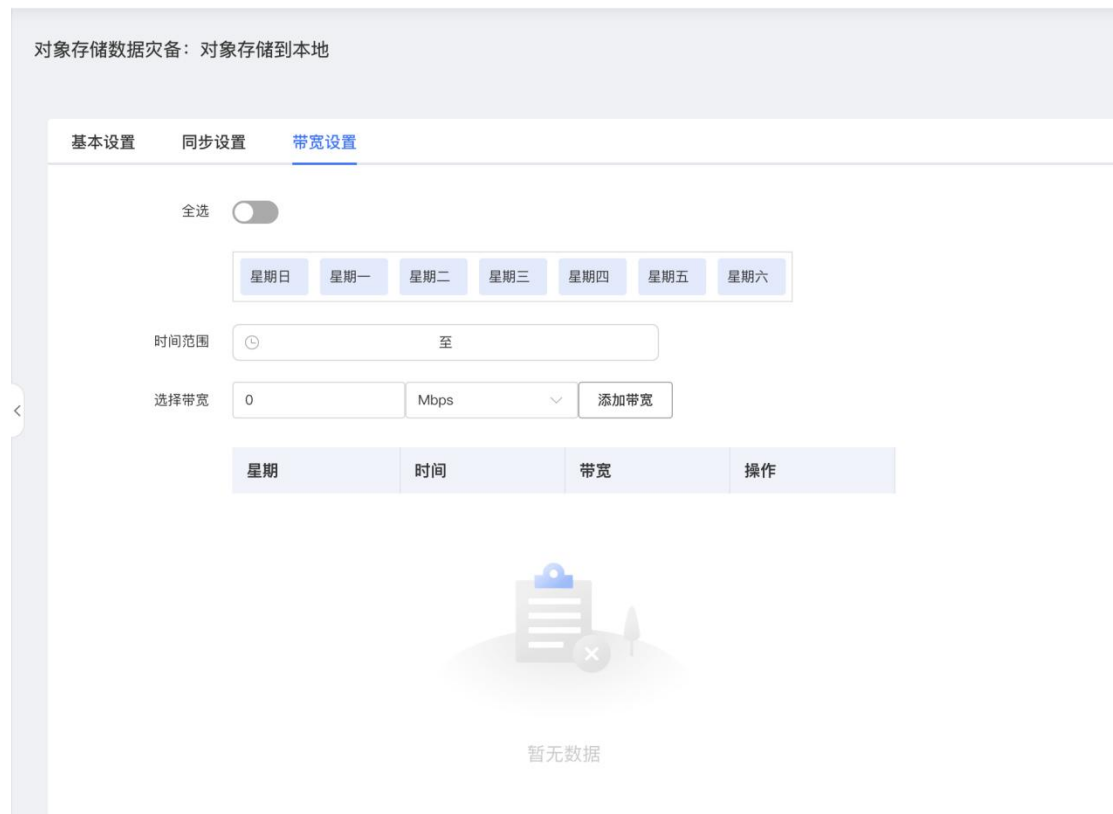 对象存储数据灾备：对象存储到本地
基本设置 同步设置 带宽设置
全选
星期日 星期一 星期二 星期三 星期四 星期五 星期六
时间范围 至
选择带宽 0 Mbps 添加带宽
星期 时间 带宽 操作
暂无数据